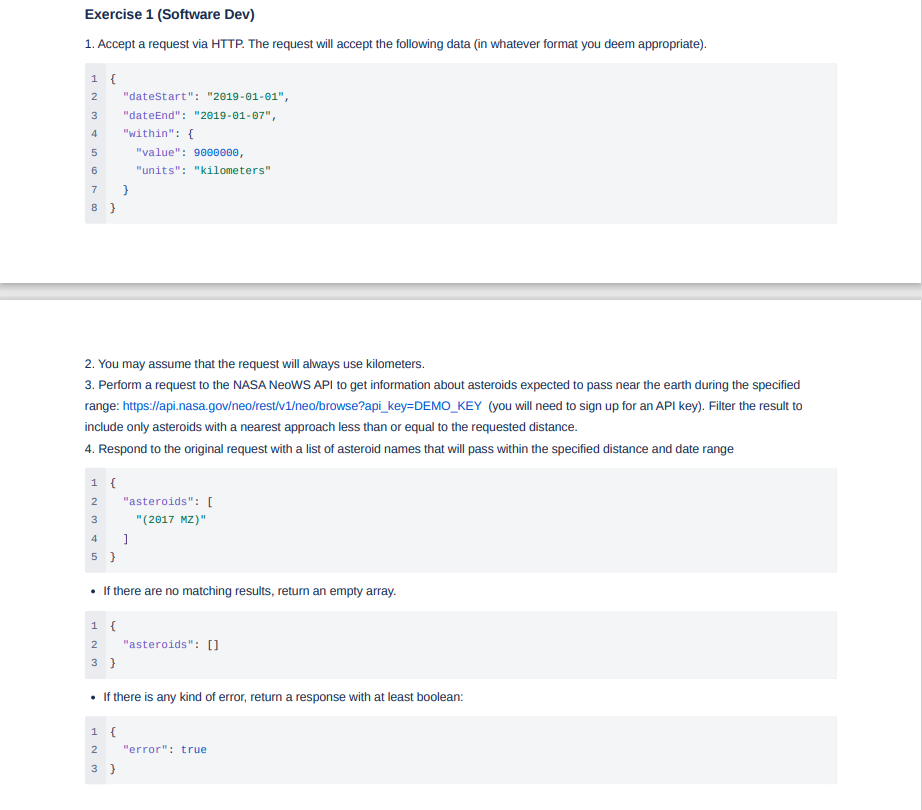 Exercise 1 (Software Dev)
1. Accept a request via HTTP. The request will accept the following data (in whatever format you deem appropriate).
1 {
2   "dateStart": "2019-01-01",
3   "dateEnd": "2019-01-07",
4   "within": {
5     "value": 9000000,
6     "units": "kilometers"
7   }
8 }
2. You may assume that the request will always use kilometers.
3. Perform a request to the NASA NeoWS API to get information about asteroids expected to pass near the earth during the specified
range: https://api.nasa.gov/neo/rest/v1/neo/browse?api_key=DEMO_KEY (you will need to sign up for an API key). Filter the result to
include only asteroids with a nearest approach less than or equal to the requested distance.
4. Respond to the original request with a list of asteroid names that will pass within the specified distance and date range
1 {
2   "asteroids": [
3     "(2017 MZ)"
4   ]
5 }
• If there are no matching results, return an empty array.
1 {
2   "asteroids": []
3 }
• If there is any kind of error, return a response with at least boolean:
1 {
2   "error": true
3 }